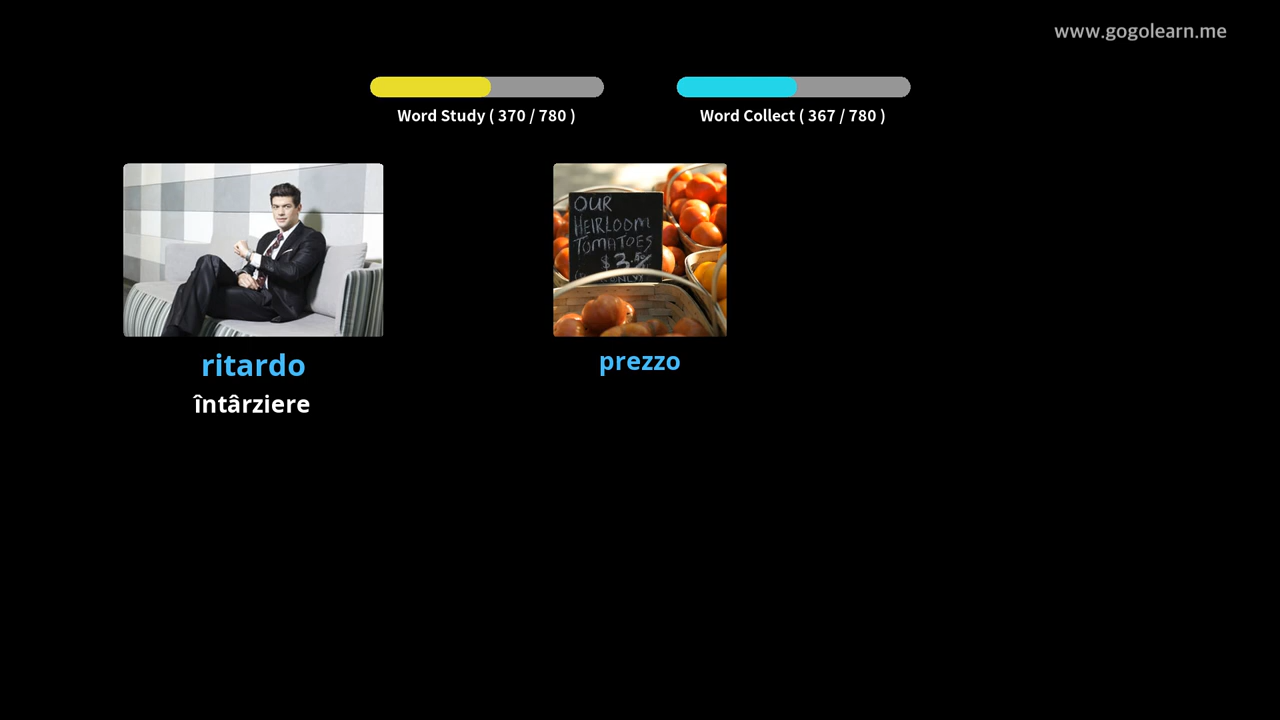 www.gogolearn.me
Word Study ( 370 / 780 )
Word Collect ( 367 / 780 )
OUR
HEIRLOOM
TOMATOES
ritardo
prezzo
întârziere